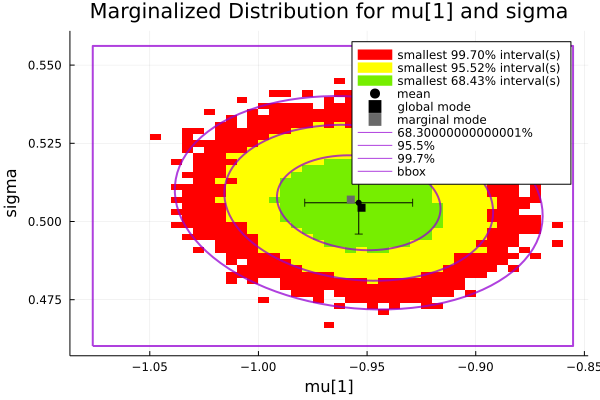 Marginalized Distribution for mu[1] and sigma
smallest 99.70% interval(s)
smallest 95.52% interval(s)
smallest 68.43% interval(s)
mean
global mode
marginal mode
68.30000000000001%
95.5%
99.7%
bbox
0.550
0.525
0.500
0.475
sigma
−1.05
−1.00
−0.95
−0.90
−0.85
mu[1]